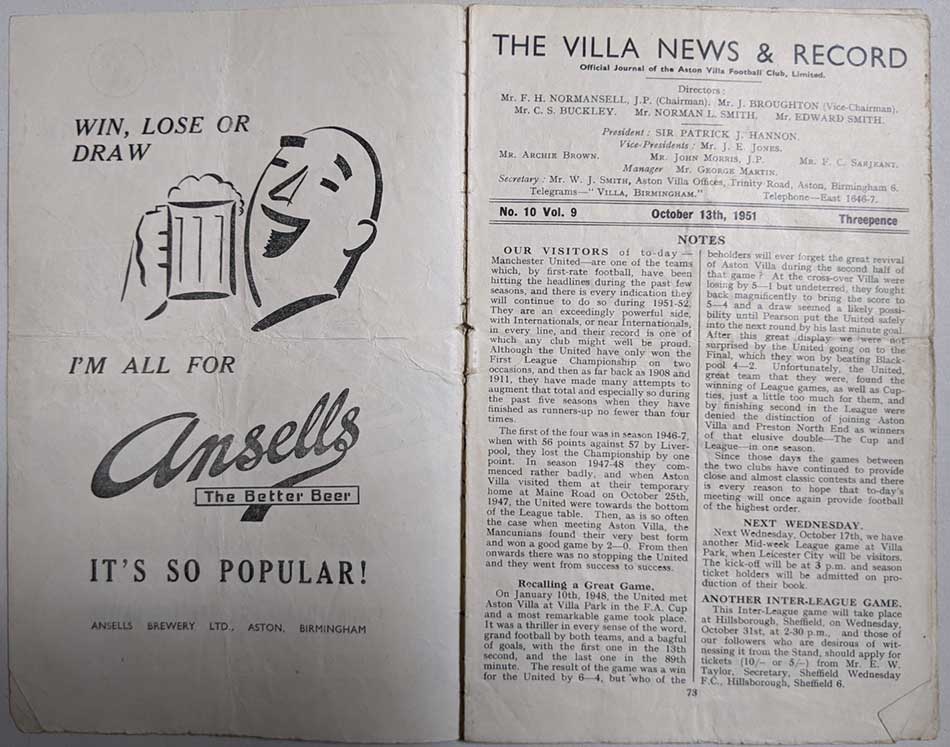 WIN, LOSE OR
DRAW
I'M ALL FOR
Ansells
The Better Beer
IT'S SO POPULAR!
ANSELLS BREWERY LTD., ASTON, BIRMINGHAM
THE VILLA NEWS & RECORD
Official Journal of the Aston Villa Football Club, Limited.
Directors:
Mr. F. H. NORMANSELL, J.P. (Chairman), Mr. J. BROUGHTON (Vice-Chairman),
Mr. C. S. BUCKLEY. Mr. NORMAN L. SMITH. Mr. EDWARD SMITH.
President: SIR PATRICK J. HANNON.
Vice-Presidents: Mr. J. E. JONES.
Mr. ARCHIE BROWN. Mr. JOHN MORRIS, J.P. Mr. F. C. SARJEANT.
Manager Mr. GEORGE MARTIN.
Secretary: Mr. W. J. SMITH, Aston Villa Offices, Trinity Road, Aston, Birmingham 6.
Telegrams—"VILLA, BIRMINGHAM." Telephone—East 1646-7.
No. 10 Vol. 9 October 13th, 1951 Threepence
NOTES
OUR VISITORS of to-day—
Manchester United—are one of the teams
which, by first-rate football, have been
hitting the headlines during the past few
seasons, and there is every indication they
will continue to do so during 1951-52.
They are an exceedingly powerful side,
with Internationals, or near Internationals,
in every line, and their record is one of
which any club might well be proud.
Although the United have only won the
First League Championship on two
occasions, and then as far back as 1908 and
1911, they have made many attempts to
augment that total and especially so during
the past five seasons when they have
finished as runners-up no fewer than four
times.
The first of the four was in season 1946-7,
when with 56 points against 57 by Liver-
pool, they lost the Championship by one
point. In season 1947-48 they com-
menced rather badly, and when Aston
Villa visited them at their temporary
home at Maine Road on October 25th,
1947, the United were towards the bottom
of the League table. Then, as is so often
the case when meeting Aston Villa, the
Mancunians found their very best form
and won a good game by 2—0. From then
onwards there was no stopping the United
and they went from success to success.
Recalling a Great Game.
On January 10th, 1948, the United met
Aston Villa at Villa Park in the F.A. Cup
and a most remarkable game took place.
It was a thriller in every sense of the word,
grand football by both teams, and a bagful
of goals, with the first one in the 13th
second, and the last one in the 89th
minute. The result of the game was a win
for the United by 6—4, but who of the
beholders will ever forget the great revival
of Aston Villa during the second half of
that game? At the cross-over Villa were
losing by 5—1 but undeterred, they fought
back magnificently to bring the score to
5—4 and a draw seemed a likely possi-
bility until Pearson put the United safely
into the next round by his last minute goal.
After this great display we were not
surprised by the United going on to the
Final, which they won by beating Black-
pool 4—2. Unfortunately, the United,
great team that they were, found the
winning of League games, as well as Cup-
ties, just a little too much for them, and
by finishing second in the League were
denied the distinction of joining Aston
Villa and Preston North End as winners
of that elusive double—The Cup and
League—in one season.
Since those days the games between
the two clubs have continued to provide
close and almost classic contests and there
is every reason to hope that to-day's
meeting will once again provide football
of the highest order.
NEXT WEDNESDAY.
Next Wednesday, October 17th, we have
another Mid-week League game at Villa
Park, when Leicester City will be visitors.
The kick-off will be at 3 p.m. and season
ticket holders will be admitted on pro-
duction of their book.
ANOTHER INTER-LEAGUE GAME.
This Inter-League game will take place
at Hillsborough, Sheffield, on Wednesday,
October 31st, at 2-30 p.m., and those of
our followers who are desirous of wit-
nessing it from the Stand, should apply for
tickets (10/- or 5/-) from Mr. E. W.
Taylor, Secretary, Sheffield Wednesday
F.C., Hillsborough, Sheffield 6.
73